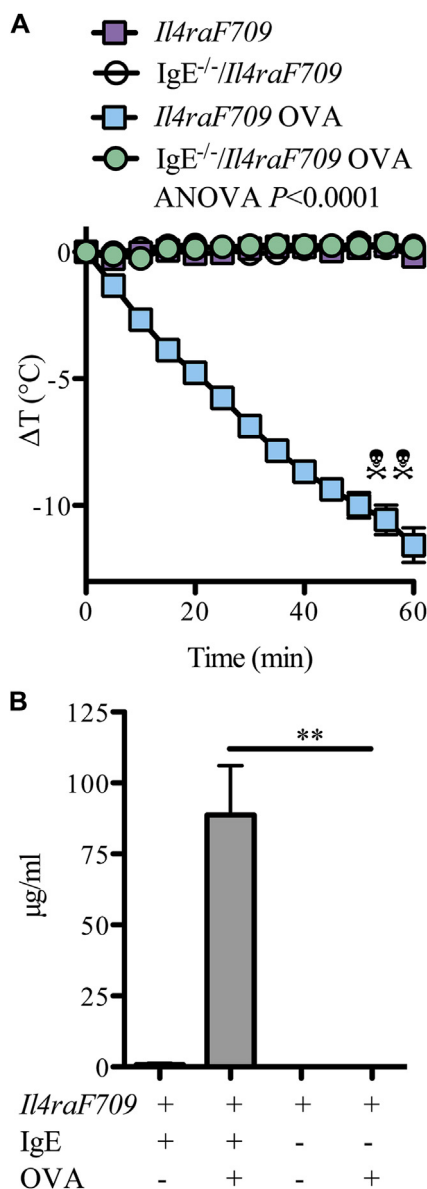 A
Il4raF709
IgE-/-/Il4raF709
Il4raF709 OVA
IgE-/-/Il4raF709 OVA
ANOVA P<0.0001
0
-5
-10
ΔT (°C)
0 20 40 60
Time (min)
B
125
100
75
50
25
0
μg/ml
**
Il4raF709 + + + +
IgE + + - -
OVA - + - +